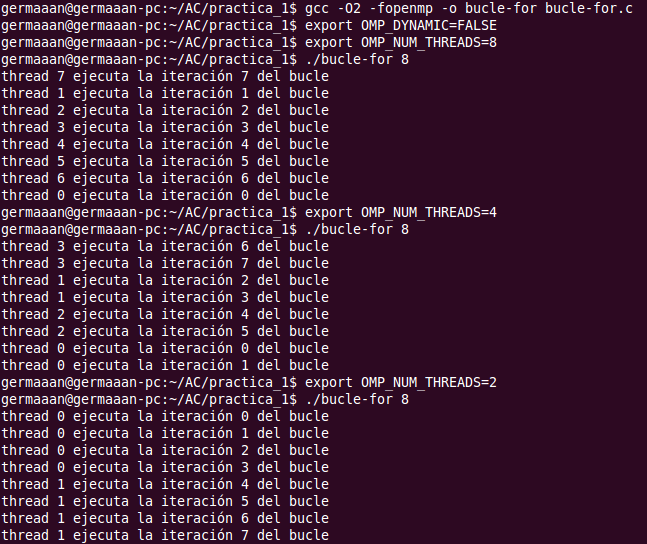 germaaan@germaaan-pc:~/AC/practica_1$ gcc -O2 -fopenmp -o bucle-for bucle-for.c
germaaan@germaaan-pc:~/AC/practica_1$ export OMP_DYNAMIC=FALSE
germaaan@germaaan-pc:~/AC/practica_1$ export OMP_NUM_THREADS=8
germaaan@germaaan-pc:~/AC/practica_1$ ./bucle-for 8
thread 7 ejecuta la iteración 7 del bucle
thread 1 ejecuta la iteración 1 del bucle
thread 2 ejecuta la iteración 2 del bucle
thread 3 ejecuta la iteración 3 del bucle
thread 4 ejecuta la iteración 4 del bucle
thread 5 ejecuta la iteración 5 del bucle
thread 6 ejecuta la iteración 6 del bucle
thread 0 ejecuta la iteración 0 del bucle
germaaan@germaaan-pc:~/AC/practica_1$ export OMP_NUM_THREADS=4
germaaan@germaaan-pc:~/AC/practica_1$ ./bucle-for 8
thread 3 ejecuta la iteración 6 del bucle
thread 3 ejecuta la iteración 7 del bucle
thread 1 ejecuta la iteración 2 del bucle
thread 1 ejecuta la iteración 3 del bucle
thread 2 ejecuta la iteración 4 del bucle
thread 2 ejecuta la iteración 5 del bucle
thread 0 ejecuta la iteración 0 del bucle
thread 0 ejecuta la iteración 1 del bucle
germaaan@germaaan-pc:~/AC/practica_1$ export OMP_NUM_THREADS=2
germaaan@germaaan-pc:~/AC/practica_1$ ./bucle-for 8
thread 0 ejecuta la iteración 0 del bucle
thread 0 ejecuta la iteración 1 del bucle
thread 0 ejecuta la iteración 2 del bucle
thread 0 ejecuta la iteración 3 del bucle
thread 1 ejecuta la iteración 4 del bucle
thread 1 ejecuta la iteración 5 del bucle
thread 1 ejecuta la iteración 6 del bucle
thread 1 ejecuta la iteración 7 del bucle